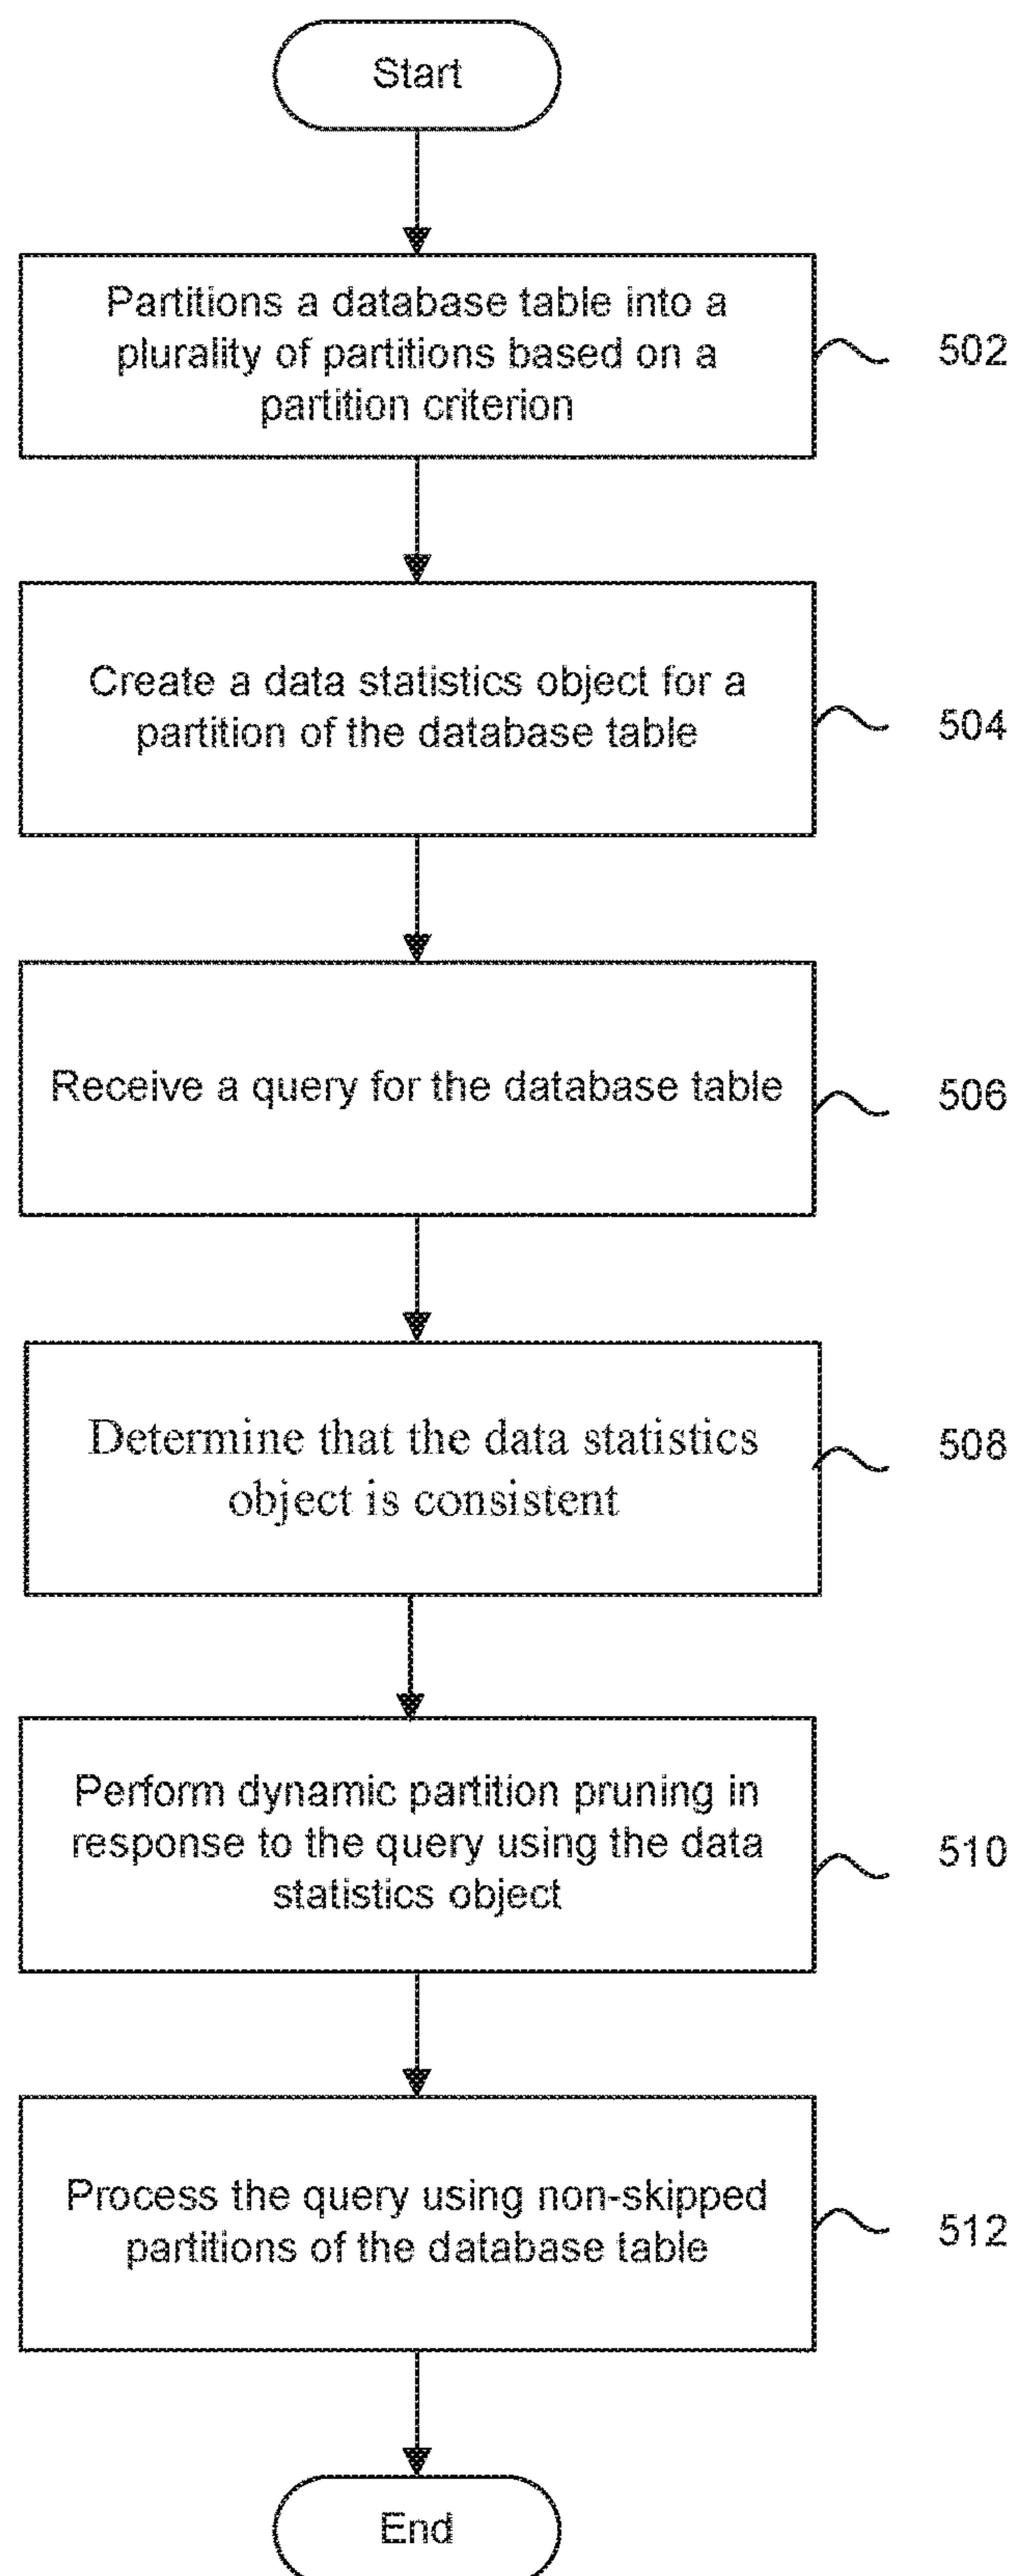 Start
Partitions a database table into a
plurality of partitions based on a
partition criterion
502
Create a data statistics object for a
partition of the database table
504
Receive a query for the database table
506
Determine that the data statistics
object is consistent
508
Perform dynamic partition pruning in
response to the query using the data
statistics object
510
Process the query using non-skipped
partitions of the database table
512
End